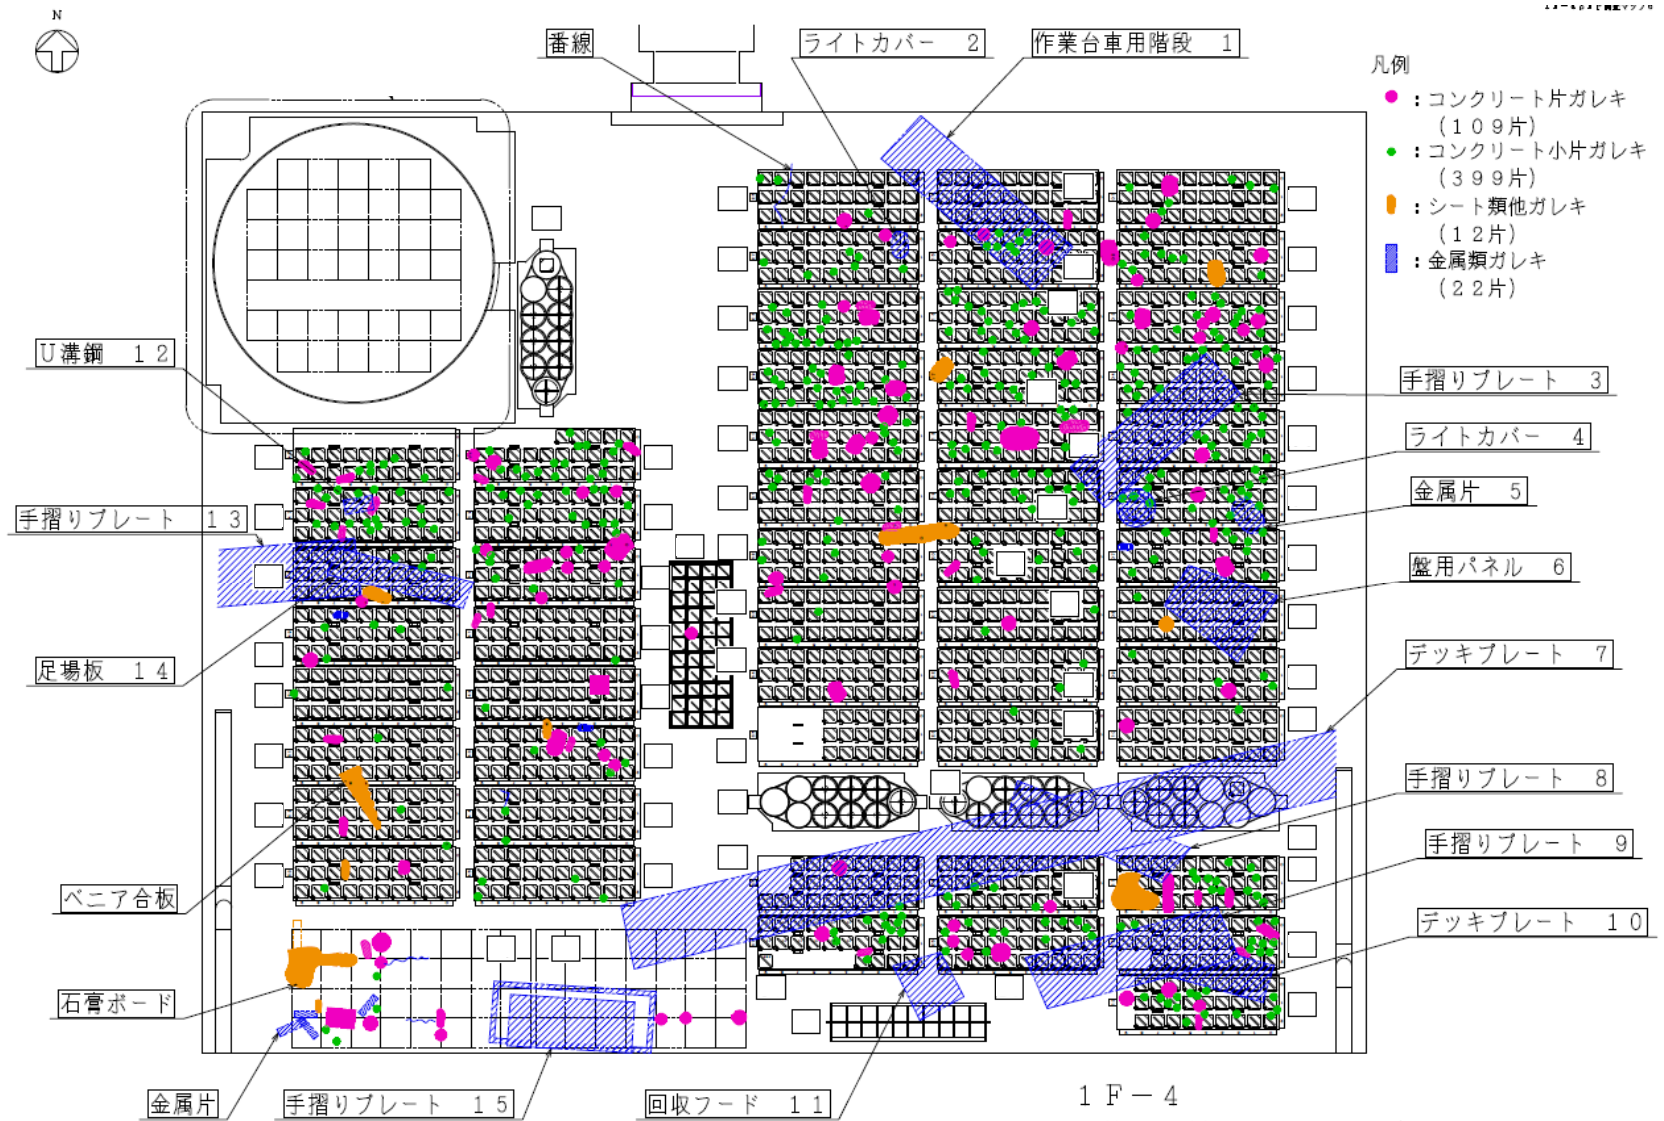 N
番線
ライトカバー 2
作業台車用階段 1
凡例
：コンクリート片ガレキ
(109片)
：コンクリート小片ガレキ
(399片)
：シート類他ガレキ
(12片)
：金属類ガレキ
(22片)
U溝鋼 12
手摺りプレート 3
ライトカバー 4
金属片 5
手摺りプレート 13
盤用パネル 6
デッキプレート 7
足場板 14
手摺りプレート 8
手摺りプレート 9
ベニア合板
デッキプレート 10
石膏ボード
金属片
手摺りプレート 15
回収フード 11
1F－4